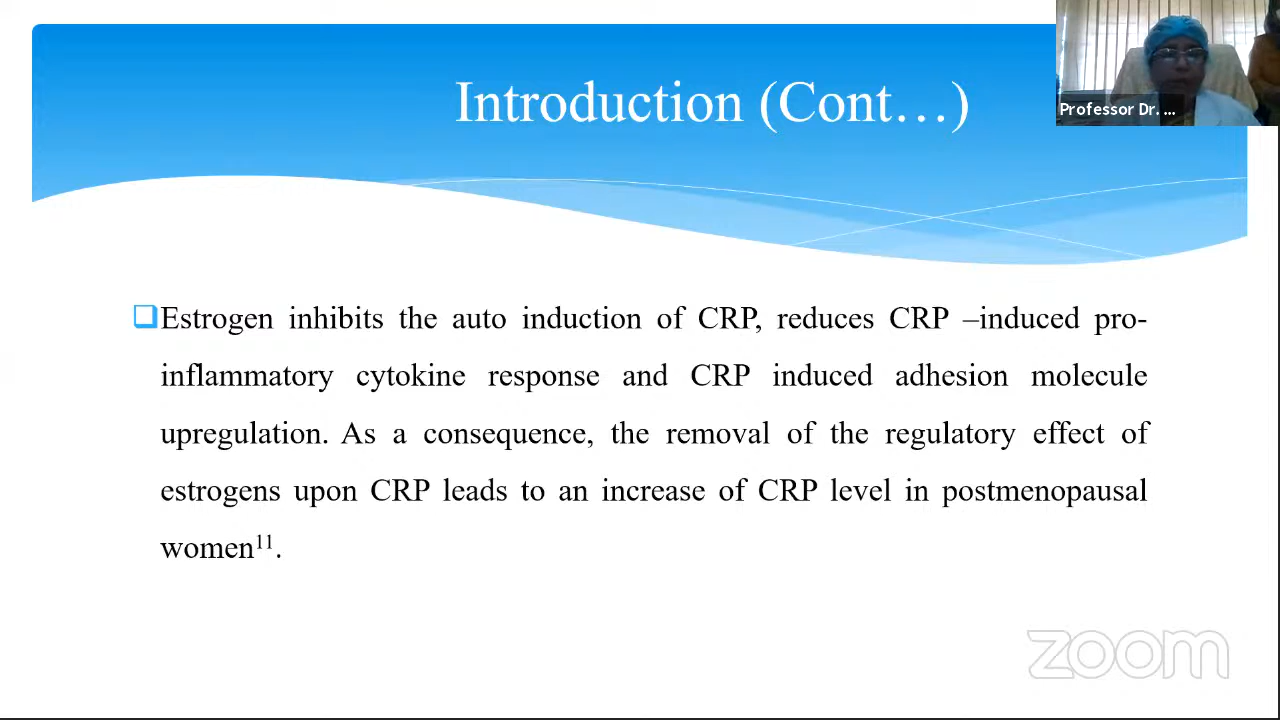 Introduction (Cont…)
Professor Dr. ...
❑Estrogen inhibits the auto induction of CRP, reduces CRP –induced pro-
inflammatory cytokine response and CRP induced adhesion molecule
upregulation. As a consequence, the removal of the regulatory effect of
estrogens upon CRP leads to an increase of CRP level in postmenopausal
women¹¹.
zoom